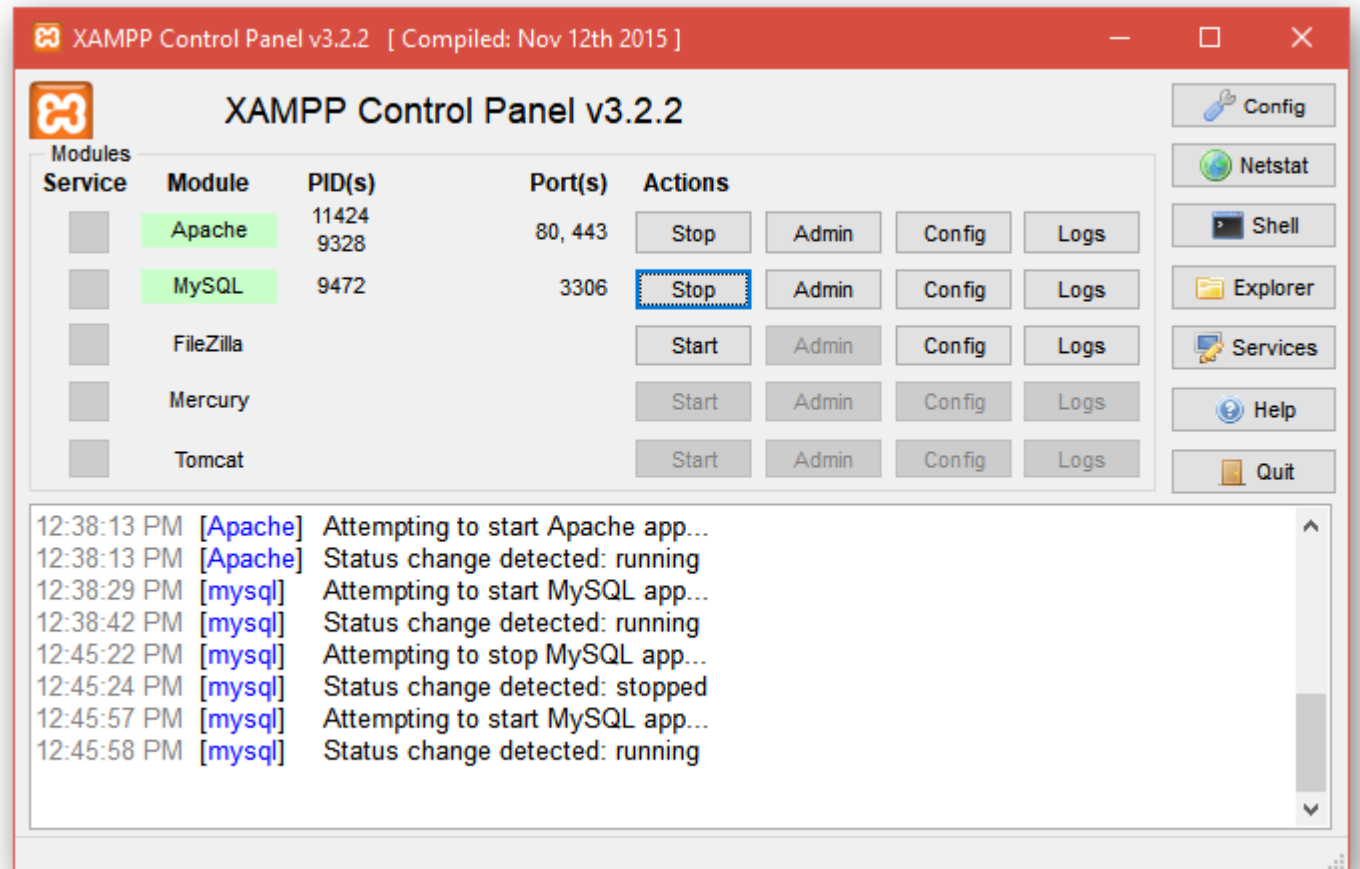 XAMPP Control Panel v3.2.2 [ Compiled: Nov 12th 2015 ]
XAMPP Control Panel v3.2.2
Config
Modules
Netstat
Service Module PID(s) Port(s) Actions
Apache 11424 9328 80, 443 Stop Admin Config Logs
Shell
MySQL 9472 3306 Stop Admin Config Logs
Explorer
FileZilla Start Admin Config Logs
Services
Mercury Start Admin Config Logs
Help
Tomcat Start Admin Config Logs
Quit
12:38:13 PM [Apache] Attempting to start Apache app...
12:38:13 PM [Apache] Status change detected: running
12:38:29 PM [mysql] Attempting to start MySQL app...
12:38:42 PM [mysql] Status change detected: running
12:45:22 PM [mysql] Attempting to stop MySQL app...
12:45:24 PM [mysql] Status change detected: stopped
12:45:57 PM [mysql] Attempting to start MySQL app...
12:45:58 PM [mysql] Status change detected: running